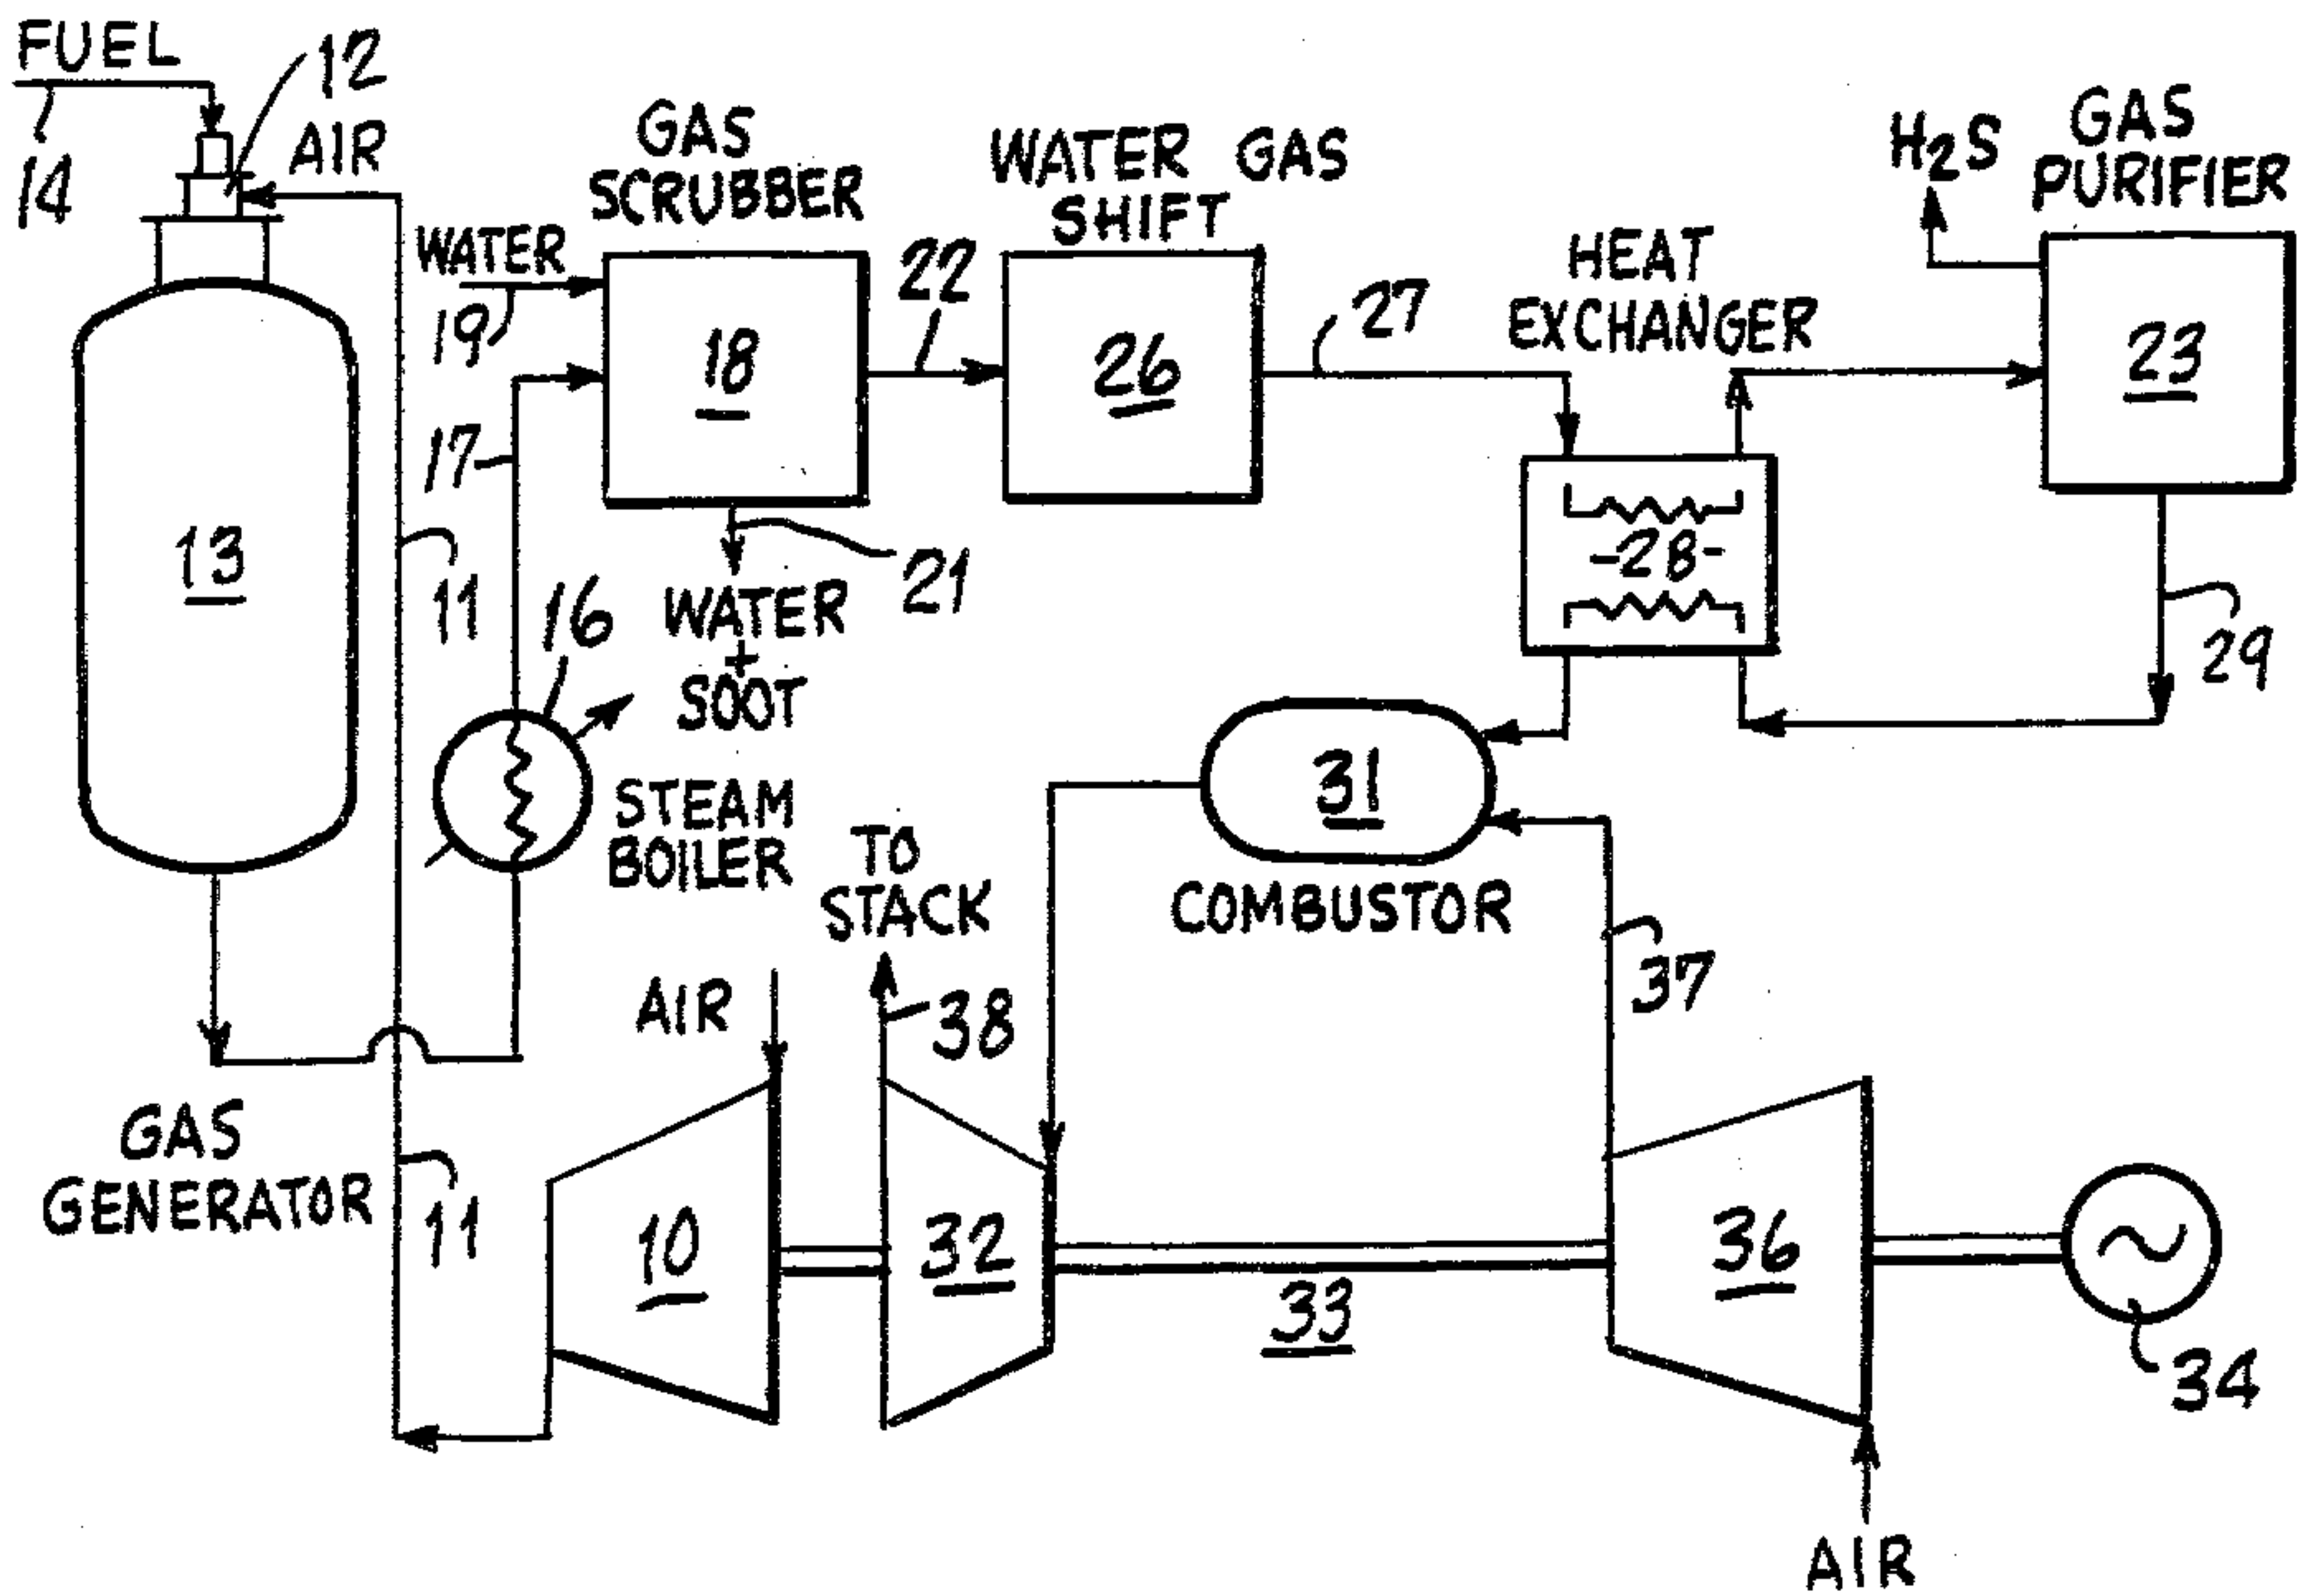 FUEL
12
AIR
14
GAS
SCRUBBER
WATER GAS
SHIFT
H2S
GAS
PURIFIER
WATER
19
22
27
HEAT
EXCHANGER
18
26
23
17
13
11
16
21
-28-
WATER
+
SOOT
29
31
STEAM
BOILER
TO
STACK
COMBUSTOR
37
AIR
38
GAS
GENERATOR
11
10
32
36
33
34
AIR